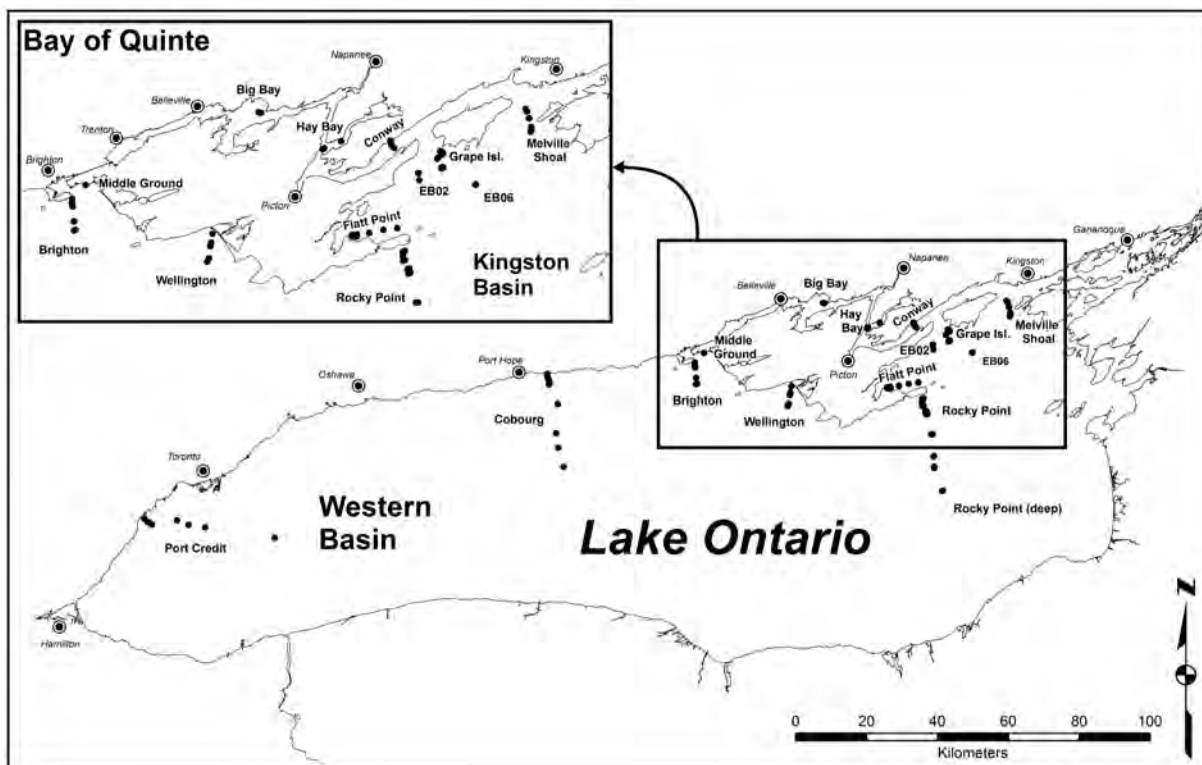 Bay of Quinte
Napanee
Kingston
Big Bay
Belleville
Trenton
Hay Bay
Conway
Melville
Shoal
Brighton
Grape Isl.
Middle Ground
EB02
EB06
Picton
Flatt Point
Brighton
Wellington
Kingston
Basin
Rocky Point
Gananoque
Napanee
Kingston
Big Bay
Belleville
Hay
Bay
Conway
Melville
Shoal
Grape Isl.
Middle
Ground
EB02
EB06
Port Hope
Picton
Oshawa
Flatt Point
Brighton
Wellington
Rocky Point
Cobourg
Toronto
Western
Basin
Rocky Point (deep)
Lake Ontario
Port Credit
N
Hamilton
0 20 40 60 80 100
Kilometers